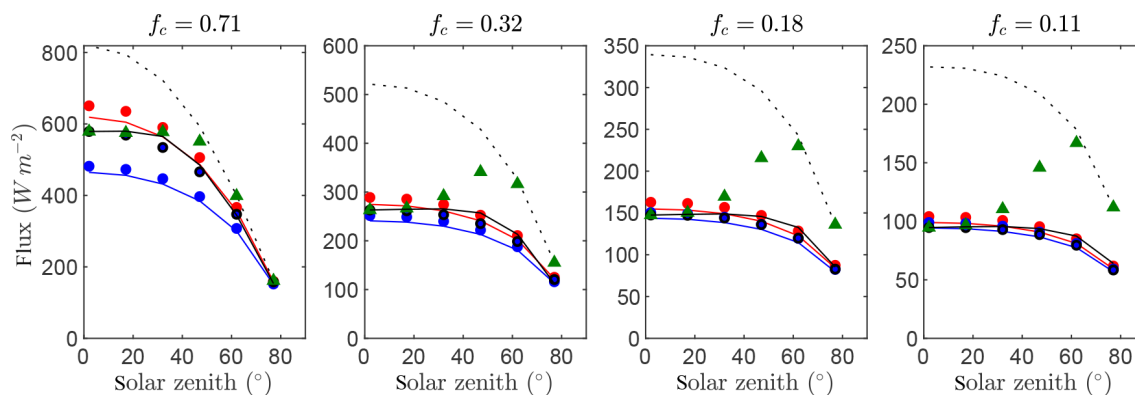 $f_c = 0.71$
$f_c = 0.32$
$f_c = 0.18$
$f_c = 0.11$
Flux $(W\,m^{-2})$
800
600
400
200
0
0 20 40 60 80
Solar zenith (°)
600
500
400
300
200
100
0
0 20 40 60 80
Solar zenith (°)
350
300
250
200
150
100
50
0
0 20 40 60 80
Solar zenith (°)
250
200
150
100
50
0
0 20 40 60 80
Solar zenith (°)